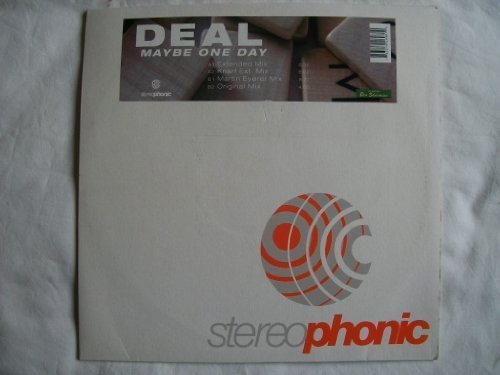 DEAL
MAYBE ONE DAY
A1 Extended Mix
A2 Knarf Ext. Mix
B1 Martin Eyerer Mix
B2 Original Mix
stereophonic
stereophonic